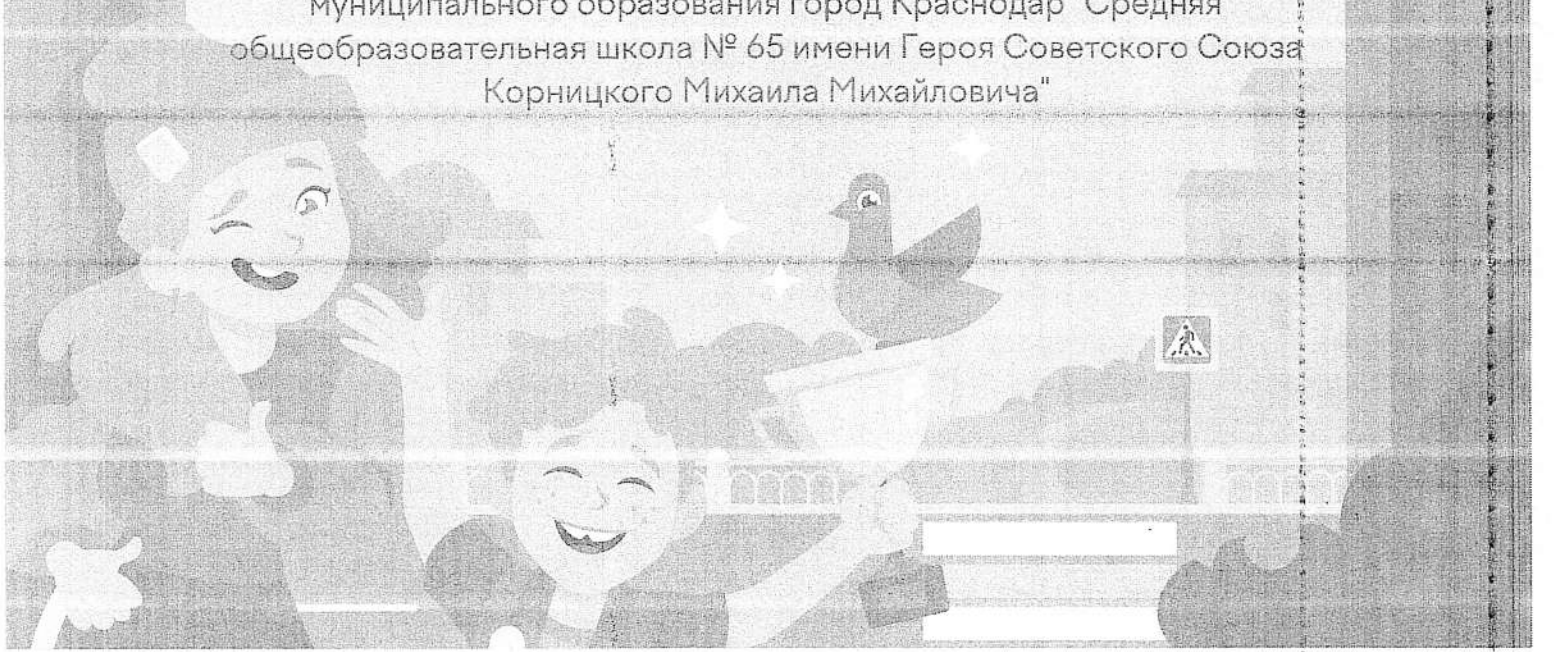 муниципального образования город Краснодар "Средняя
общеобразовательная школа № 65 имени Героя Советского Союза
Корницкого Михаила Михайловича"